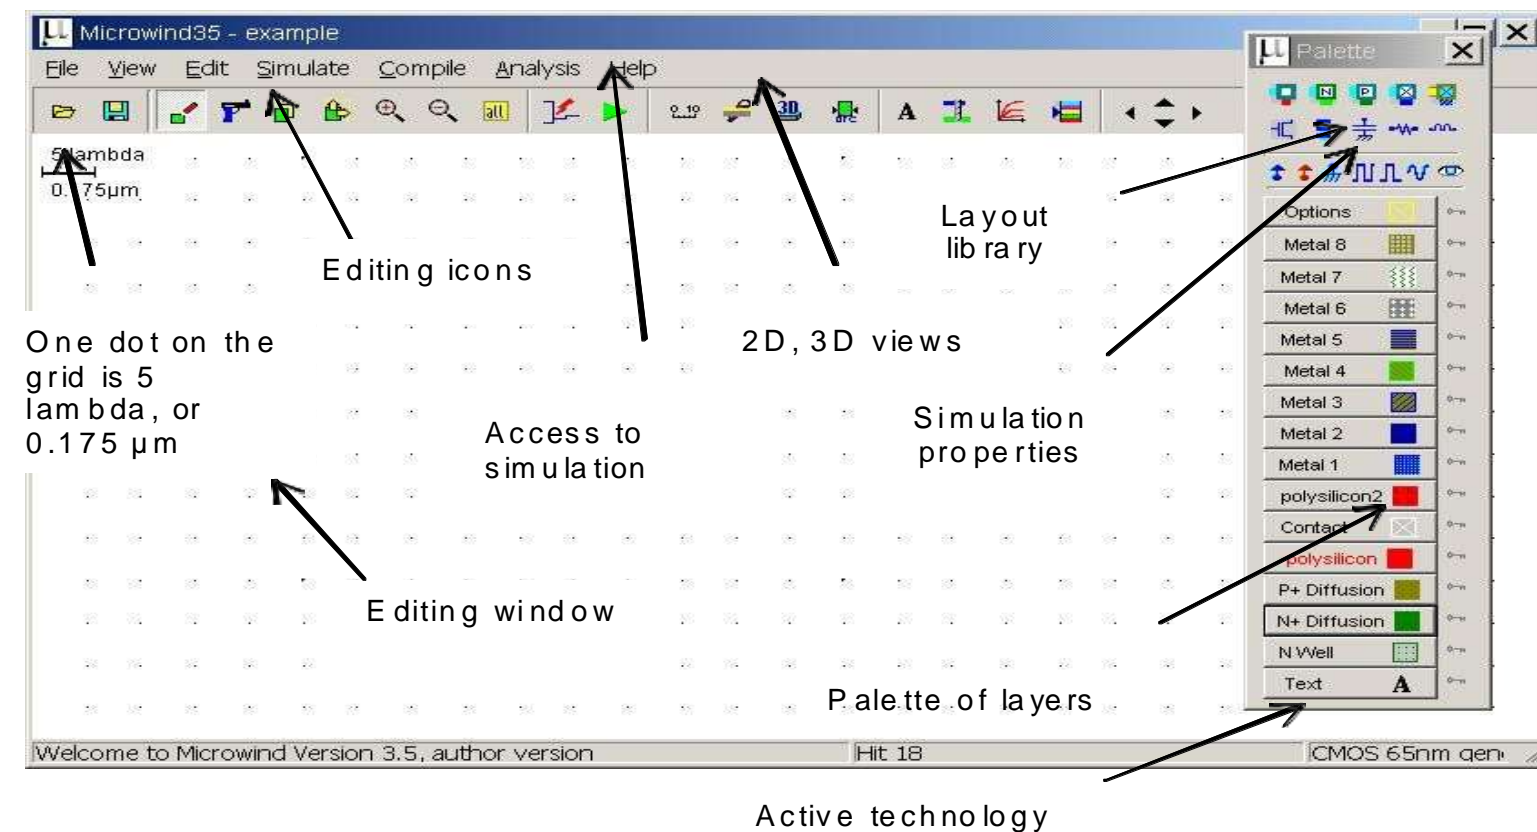 Microwind35 - example
File View Edit Simulate Compile Analysis Help
Palette
5 lambda
0.175µm
Editing icons
Layout
library
One dot on the
grid is 5
lambda, or
0.175 µm
2D, 3D views
Access to
simulation
Simulation
properties
Editing window
Palette of layers
Options
Metal 8
Metal 7
Metal 6
Metal 5
Metal 4
Metal 3
Metal 2
Metal 1
polysilicon2
Contact
polysilicon
P+ Diffusion
N+ Diffusion
N Well
Text A
all
3D
A
N P
Welcome to Microwind Version 3.5, author version
Hit 18
CMOS 65nm gen
Active technology